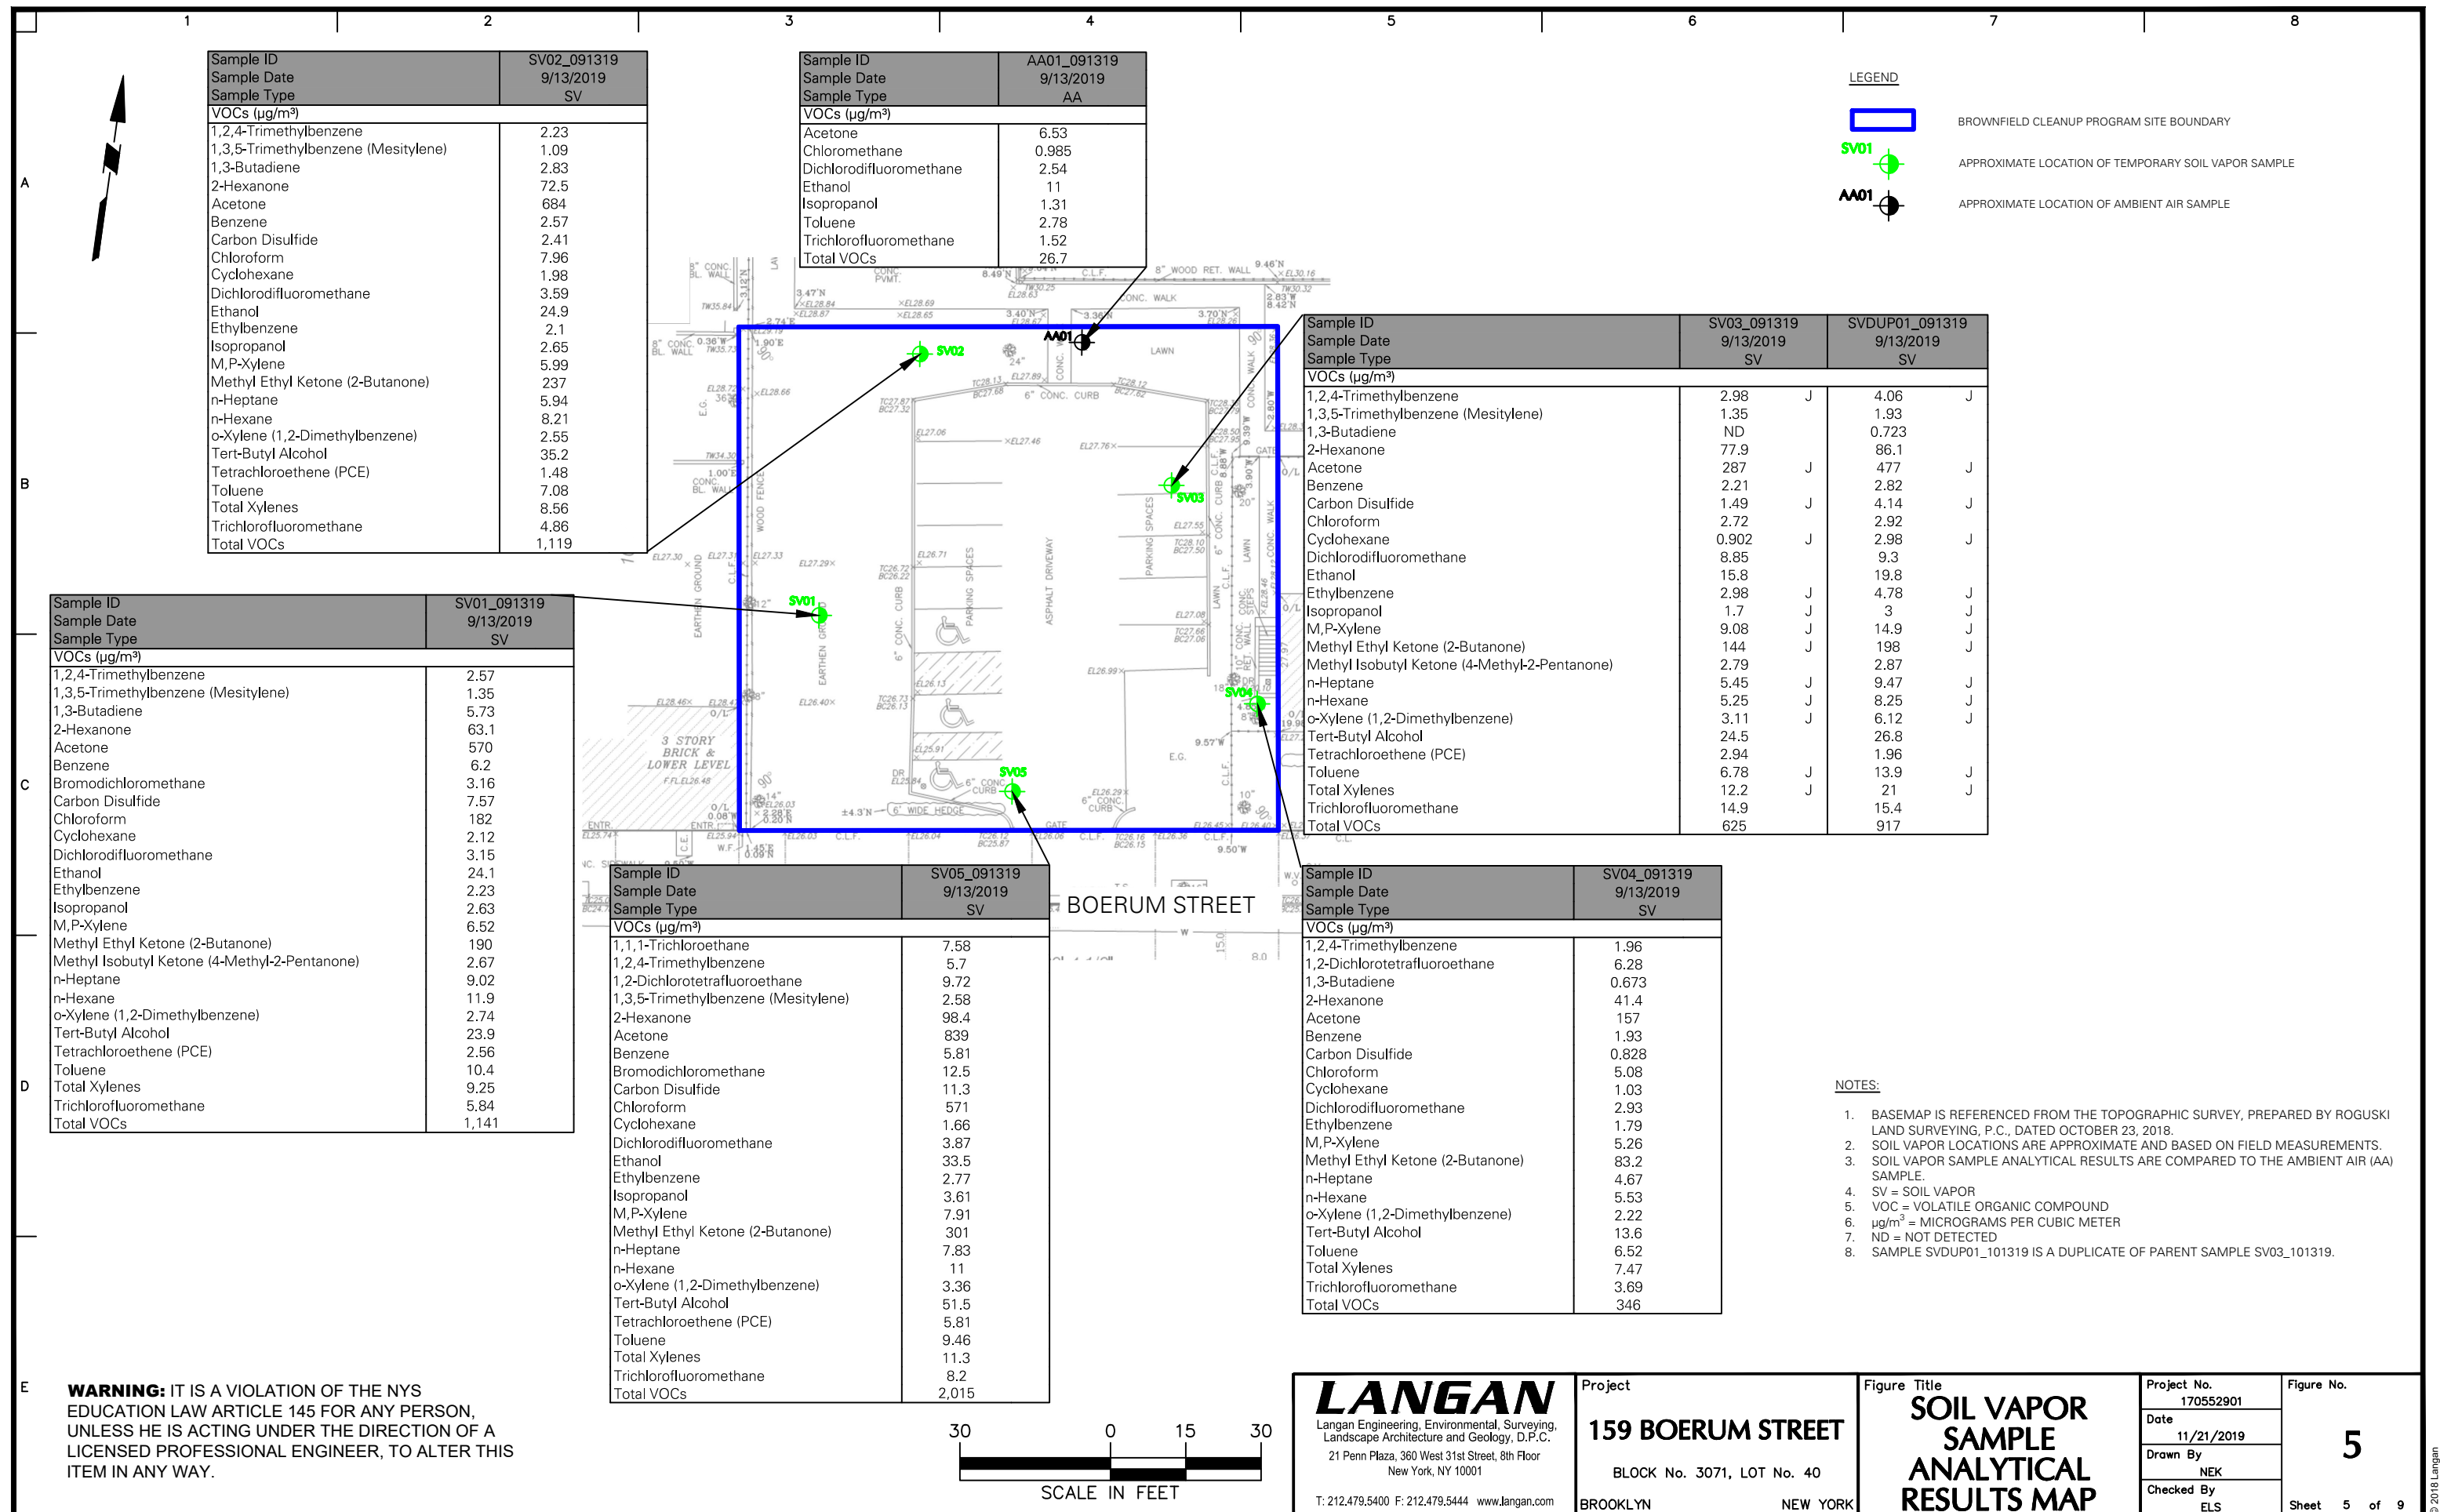 1 2 3 4 5 6 7 8
A
B
C
D
E
Sample ID SV02_091319
Sample Date 9/13/2019
Sample Type SV
VOCs (µg/m³)
1,2,4-Trimethylbenzene 2.23
1,3,5-Trimethylbenzene (Mesitylene) 1.09
1,3-Butadiene 2.83
2-Hexanone 72.5
Acetone 684
Benzene 2.57
Carbon Disulfide 2.41
Chloroform 7.96
Cyclohexane 1.98
Dichlorodifluoromethane 3.59
Ethanol 24.9
Ethylbenzene 2.1
Isopropanol 2.65
M,P-Xylene 5.99
Methyl Ethyl Ketone (2-Butanone) 237
n-Heptane 5.94
n-Hexane 8.21
o-Xylene (1,2-Dimethylbenzene) 2.55
Tert-Butyl Alcohol 35.2
Tetrachloroethene (PCE) 1.48
Toluene 7.08
Total Xylenes 8.56
Trichlorofluoromethane 4.86
Total VOCs 1,119
Sample ID AA01_091319
Sample Date 9/13/2019
Sample Type AA
VOCs (µg/m³)
Acetone 6.53
Chloromethane 0.985
Dichlorodifluoromethane 2.54
Ethanol 11
Isopropanol 1.31
Toluene 2.78
Trichlorofluoromethane 1.52
Total VOCs 26.7
LEGEND
BROWNFIELD CLEANUP PROGRAM SITE BOUNDARY
SV01 APPROXIMATE LOCATION OF TEMPORARY SOIL VAPOR SAMPLE
AA01 APPROXIMATE LOCATION OF AMBIENT AIR SAMPLE
Sample ID SV03_091319 SVDUP01_091319
Sample Date 9/13/2019 9/13/2019
Sample Type SV SV
VOCs (µg/m³)
1,2,4-Trimethylbenzene 2.98 J 4.06 J
1,3,5-Trimethylbenzene (Mesitylene) 1.35 1.93
1,3-Butadiene ND 0.723
2-Hexanone 77.9 86.1
Acetone 287 J 477 J
Benzene 2.21 2.82
Carbon Disulfide 1.49 J 4.14 J
Chloroform 2.72 2.92
Cyclohexane 0.902 J 2.98 J
Dichlorodifluoromethane 8.85 9.3
Ethanol 15.8 19.8
Ethylbenzene 2.98 J 4.78 J
Isopropanol 1.7 J 3 J
M,P-Xylene 9.08 J 14.9 J
Methyl Ethyl Ketone (2-Butanone) 144 J 198 J
Methyl Isobutyl Ketone (4-Methyl-2-Pentanone) 2.79 2.87
n-Heptane 5.45 J 9.47 J
n-Hexane 5.25 J 8.25 J
o-Xylene (1,2-Dimethylbenzene) 3.11 J 6.12 J
Tert-Butyl Alcohol 24.5 26.8
Tetrachloroethene (PCE) 2.94 1.96
Toluene 6.78 J 13.9 J
Total Xylenes 12.2 J 21 J
Trichlorofluoromethane 14.9 15.4
Total VOCs 625 917
Sample ID SV01_091319
Sample Date 9/13/2019
Sample Type SV
VOCs (µg/m³)
1,2,4-Trimethylbenzene 2.57
1,3,5-Trimethylbenzene (Mesitylene) 1.35
1,3-Butadiene 5.73
2-Hexanone 63.1
Acetone 570
Benzene 6.2
Bromodichloromethane 3.16
Carbon Disulfide 7.57
Chloroform 182
Cyclohexane 2.12
Dichlorodifluoromethane 3.15
Ethanol 24.1
Ethylbenzene 2.23
Isopropanol 2.63
M,P-Xylene 6.52
Methyl Ethyl Ketone (2-Butanone) 190
Methyl Isobutyl Ketone (4-Methyl-2-Pentanone) 2.67
n-Heptane 9.02
n-Hexane 11.9
o-Xylene (1,2-Dimethylbenzene) 2.74
Tert-Butyl Alcohol 23.9
Tetrachloroethene (PCE) 2.56
Toluene 10.4
Total Xylenes 9.25
Trichlorofluoromethane 5.84
Total VOCs 1,141
Sample ID SV05_091319
Sample Date 9/13/2019
Sample Type SV
VOCs (µg/m³)
1,1,1-Trichloroethane 7.58
1,2,4-Trimethylbenzene 5.7
1,2-Dichlorotetrafluoroethane 9.72
1,3,5-Trimethylbenzene (Mesitylene) 2.58
2-Hexanone 98.4
Acetone 839
Benzene 5.81
Bromodichloromethane 12.5
Carbon Disulfide 11.3
Chloroform 571
Cyclohexane 1.66
Dichlorodifluoromethane 3.87
Ethanol 33.5
Ethylbenzene 2.77
Isopropanol 3.61
M,P-Xylene 7.91
Methyl Ethyl Ketone (2-Butanone) 301
n-Heptane 7.83
n-Hexane 11
o-Xylene (1,2-Dimethylbenzene) 3.36
Tert-Butyl Alcohol 51.5
Tetrachloroethene (PCE) 5.81
Toluene 9.46
Total Xylenes 11.3
Trichlorofluoromethane 8.2
Total VOCs 2,015
Sample ID SV04_091319
Sample Date 9/13/2019
Sample Type SV
VOCs (µg/m³)
1,2,4-Trimethylbenzene 1.96
1,2-Dichlorotetrafluoroethane 6.28
1,3-Butadiene 0.673
2-Hexanone 41.4
Acetone 157
Benzene 1.93
Carbon Disulfide 0.828
Chloroform 5.08
Cyclohexane 1.03
Dichlorodifluoromethane 2.93
Ethylbenzene 1.79
M,P-Xylene 5.26
Methyl Ethyl Ketone (2-Butanone) 83.2
n-Heptane 4.67
n-Hexane 5.53
o-Xylene (1,2-Dimethylbenzene) 2.22
Tert-Butyl Alcohol 13.6
Toluene 6.52
Total Xylenes 7.47
Trichlorofluoromethane 3.69
Total VOCs 346
AA01
SV02
SV03
SV01
SV04
SV05
CONC. PVMT.
8" WOOD RET. WALL
CONC. WALK
LAWN
6" CONC. CURB
WOOD FENCE
EARTHEN GROUND
PARKING SPACES
ASPHALT DRIVEWAY
PARKING SPACES
3 STORY
BRICK &
LOWER LEVEL
F.FL.EL26.48
6' WIDE HEDGE
GATE
E.G.
BOERUM STREET
NOTES:
1. BASEMAP IS REFERENCED FROM THE TOPOGRAPHIC SURVEY, PREPARED BY ROGUSKI
LAND SURVEYING, P.C., DATED OCTOBER 23, 2018.
2. SOIL VAPOR LOCATIONS ARE APPROXIMATE AND BASED ON FIELD MEASUREMENTS.
3. SOIL VAPOR SAMPLE ANALYTICAL RESULTS ARE COMPARED TO THE AMBIENT AIR (AA)
SAMPLE.
4. SV = SOIL VAPOR
5. VOC = VOLATILE ORGANIC COMPOUND
6. µg/m³ = MICROGRAMS PER CUBIC METER
7. ND = NOT DETECTED
8. SAMPLE SVDUP01_101319 IS A DUPLICATE OF PARENT SAMPLE SV03_101319.
WARNING: IT IS A VIOLATION OF THE NYS
EDUCATION LAW ARTICLE 145 FOR ANY PERSON,
UNLESS HE IS ACTING UNDER THE DIRECTION OF A
LICENSED PROFESSIONAL ENGINEER, TO ALTER THIS
ITEM IN ANY WAY.
30 0 15 30
SCALE IN FEET
LANGAN
Langan Engineering, Environmental, Surveying,
Landscape Architecture and Geology, D.P.C.
21 Penn Plaza, 360 West 31st Street, 8th Floor
New York, NY 10001
T: 212.479.5400 F: 212.479.5444 www.langan.com
Project
159 BOERUM STREET
BLOCK No. 3071, LOT No. 40
BROOKLYN NEW YORK
Figure Title
SOIL VAPOR
SAMPLE
ANALYTICAL
RESULTS MAP
Project No.
170552901
Date
11/21/2019
Drawn By
NEK
Checked By
ELS
Figure No.
5
Sheet 5 of 9
© 2018 Langan